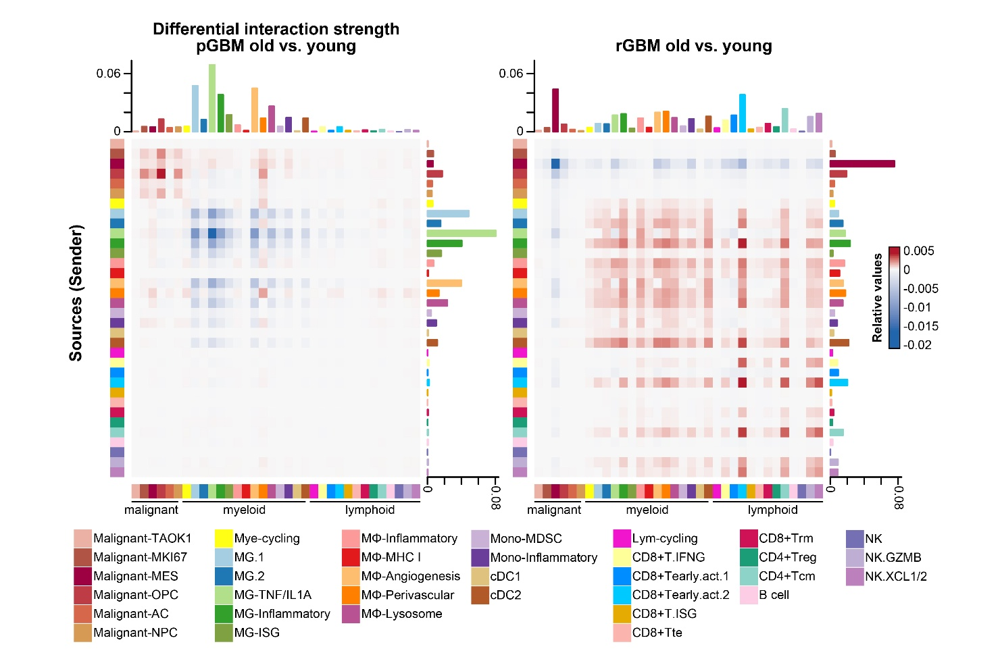 Differential interaction strength
pGBM old vs. young
rGBM old vs. young
0.06
0
0.06
0
Sources (Sender)
Relative values
0.005
0
-0.005
-0.01
-0.015
-0.02
0
0.08
0
0.08
malignant
myeloid
lymphoid
malignant
myeloid
lymphoid
Malignant-TAOK1
Malignant-MKI67
Malignant-MES
Malignant-OPC
Malignant-AC
Malignant-NPC
Mye-cycling
MG.1
MG.2
MG-TNF/IL1A
MG-Inflammatory
MG-ISG
MΦ-Inflammatory
MΦ-MHC I
MΦ-Angiogenesis
MΦ-Perivascular
MΦ-Lysosome
Mono-MDSC
Mono-Inflammatory
cDC1
cDC2
Lym-cycling
CD8+T.IFNG
CD8+Tearly.act.1
CD8+Tearly.act.2
CD8+T.ISG
CD8+Tte
CD8+Trm
CD4+Treg
CD4+Tcm
B cell
NK
NK.GZMB
NK.XCL1/2